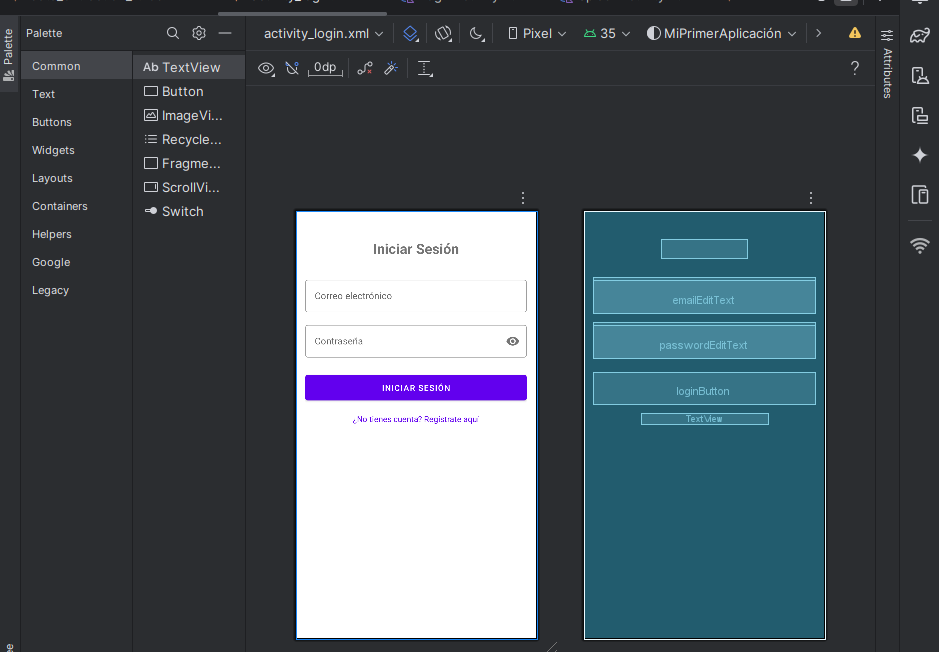 Palette
Palette
activity_login.xml
Pixel
35
MiPrimerAplicación
Attributes
0dp
?
Common
Text
Buttons
Widgets
Layouts
Containers
Helpers
Google
Legacy
Ab TextView
Button
ImageVi...
Recycle...
Fragme...
ScrollVi...
Switch
Iniciar Sesión
Correo electrónico
Contraseña
INICIAR SESIÓN
¿No tienes cuenta? Regístrate aquí
emailEditText
passwordEditText
loginButton
TextView